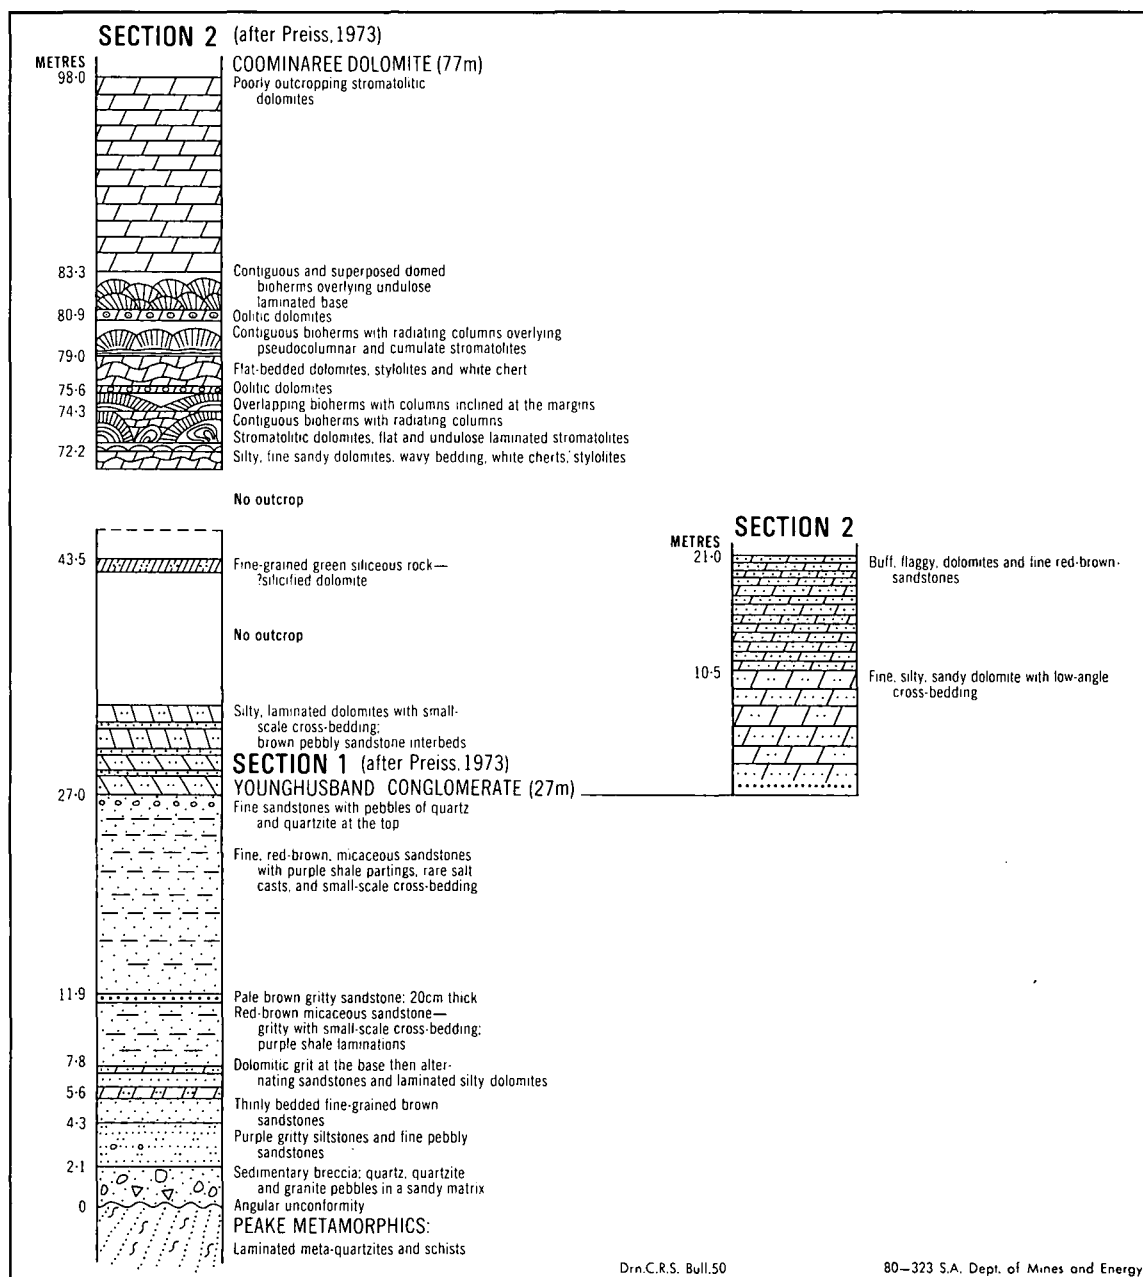 SECTION 2 (after Preiss, 1973)
METRES
COOMINAREE DOLOMITE (77m)
98·0
Poorly outcropping stromatolitic
dolomites
83·3
Contiguous and superposed domed
bioherms overlying undulose
laminated base
80·9
Oolitic dolomites
Contiguous bioherms with radiating columns overlying
pseudocolumnar and cumulate stromatolites
79·0
Flat-bedded dolomites, stylolites and white chert
75·6
Oolitic dolomites
Overlapping bioherms with columns inclined at the margins
74·3
Contiguous bioherms with radiating columns
Stromatolitic dolomites, flat and undulose laminated stromatolites
72·2
Silty, fine sandy dolomites, wavy bedding, white cherts, stylolites
No outcrop
43·5
Fine-grained green siliceous rock—
?silicified dolomite
No outcrop
Silty, laminated dolomites with small-
scale cross-bedding;
brown pebbly sandstone interbeds
SECTION 1 (after Preiss, 1973)
YOUNGHUSBAND CONGLOMERATE (27m)
27·0
Fine sandstones with pebbles of quartz
and quartzite at the top
Fine, red-brown, micaceous sandstones
with purple shale partings, rare salt
casts, and small-scale cross-bedding
11·9
Pale brown gritty sandstone; 20cm thick
Red-brown micaceous sandstone—
gritty with small-scale cross-bedding;
purple shale laminations
7·8
Dolomitic grit at the base then alter-
nating sandstones and laminated silty dolomites
5·6
Thinly bedded fine-grained brown
sandstones
4·3
Purple gritty siltstones and fine pebbly
sandstones
2·1
Sedimentary breccia; quartz, quartzite
and granite pebbles in a sandy matrix
0
Angular unconformity
PEAKE METAMORPHICS:
Laminated meta-quartzites and schists
SECTION 2
METRES
21·0
Buff, flaggy, dolomites and fine red-brown-
sandstones
10·5
Fine, silty, sandy dolomite with low-angle
cross-bedding
Drn.C.R.S. Bull.50
80—323 S.A. Dept. of Mines and Energy